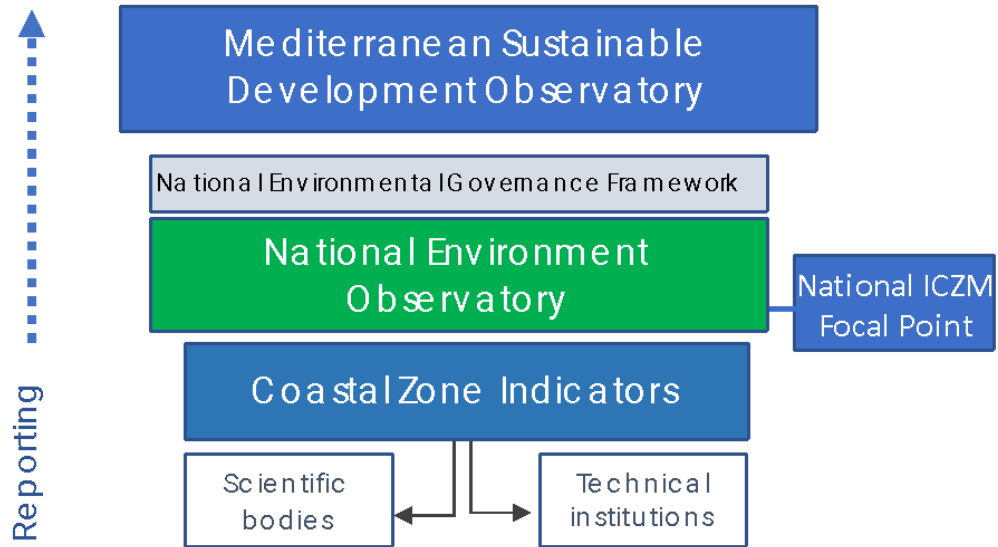 Mediterranean Sustainable
Development Observatory
National Environmental Governance Framework
National Environment
Observatory
National ICZM
Focal Point
Coastal Zone Indicators
Scientific
bodies
Technical
institutions
Reporting